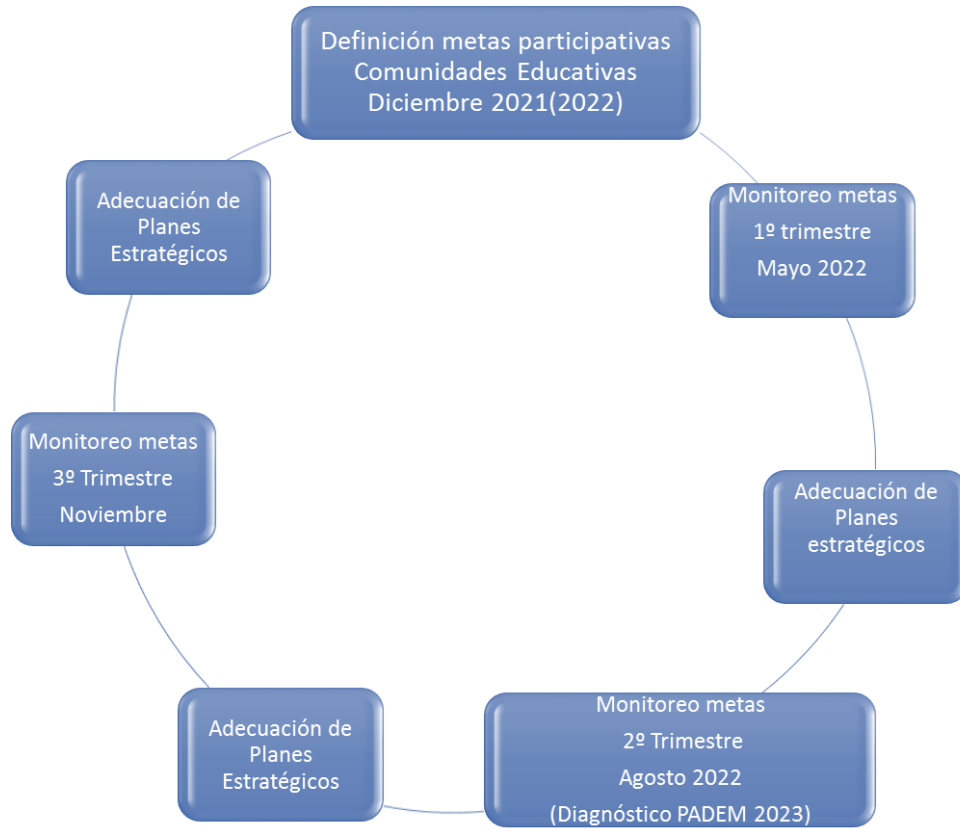 Definición metas participativas
Comunidades Educativas
Diciembre 2021(2022)
Monitoreo metas
1º trimestre
Mayo 2022
Adecuación de
Planes
estratégicos
Monitoreo metas
2º Trimestre
Agosto 2022
(Diagnóstico PADEM 2023)
Adecuación de
Planes
Estratégicos
Monitoreo metas
3º Trimestre
Noviembre
Adecuación de
Planes
Estratégicos